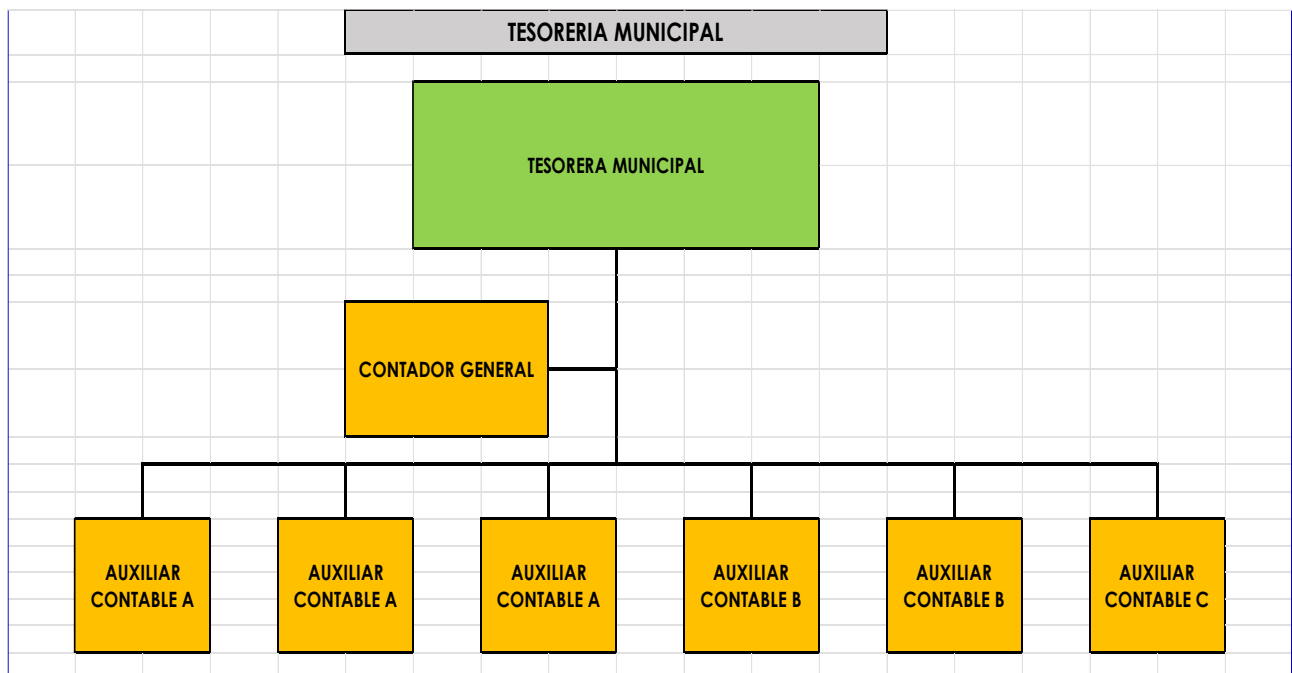 TESORERIA MUNICIPAL
TESORERA MUNICIPAL
CONTADOR GENERAL
AUXILIAR
CONTABLE A
AUXILIAR
CONTABLE A
AUXILIAR
CONTABLE A
AUXILIAR
CONTABLE B
AUXILIAR
CONTABLE B
AUXILIAR
CONTABLE C